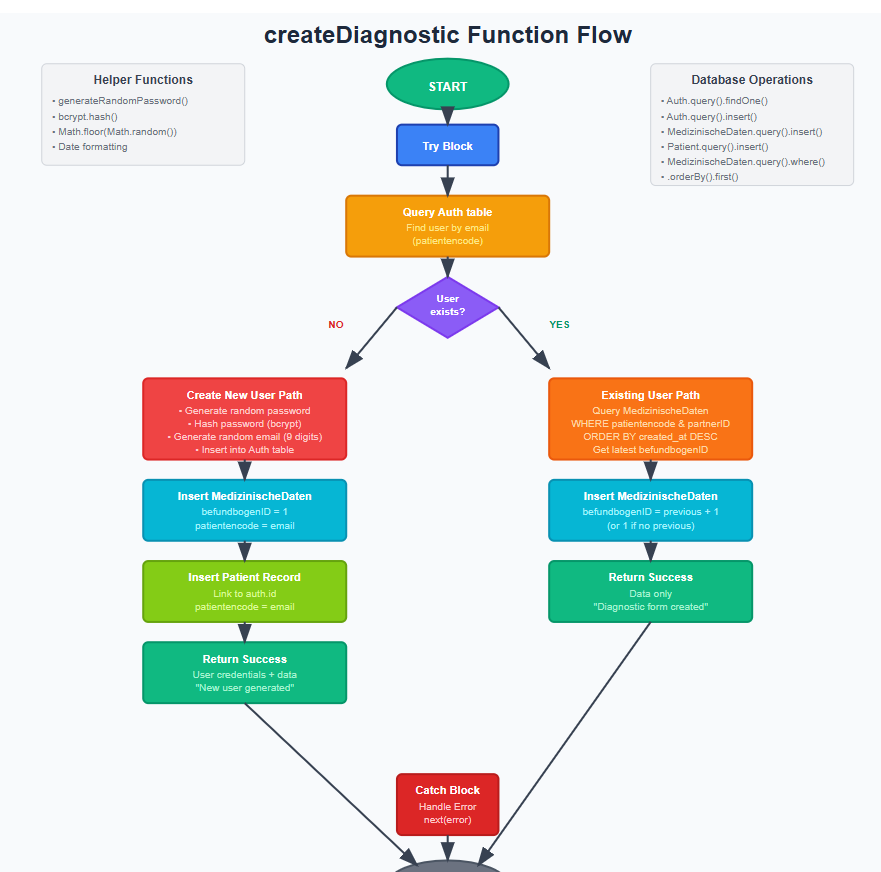 createDiagnostic Function Flow
Helper Functions
• generateRandomPassword()
• bcrypt.hash()
• Math.floor(Math.random())
• Date formatting
START
Database Operations
• Auth.query().findOne()
• Auth.query().insert()
• MedizinischeDaten.query().insert()
• Patient.query().insert()
• MedizinischeDaten.query().where()
• .orderBy().first()
Try Block
Query Auth table
Find user by email
(patientencode)
User
exists?
NO
YES
Create New User Path
• Generate random password
• Hash password (bcrypt)
• Generate random email (9 digits)
• Insert into Auth table
Existing User Path
Query MedizinischeDaten
WHERE patientencode & partnerID
ORDER BY created_at DESC
Get latest befundbogenID
Insert MedizinischeDaten
befundbogenID = 1
patientencode = email
Insert MedizinischeDaten
befundbogenID = previous + 1
(or 1 if no previous)
Insert Patient Record
Link to auth.id
patientencode = email
Return Success
Data only
"Diagnostic form created"
Return Success
User credentials + data
"New user generated"
Catch Block
Handle Error
next(error)